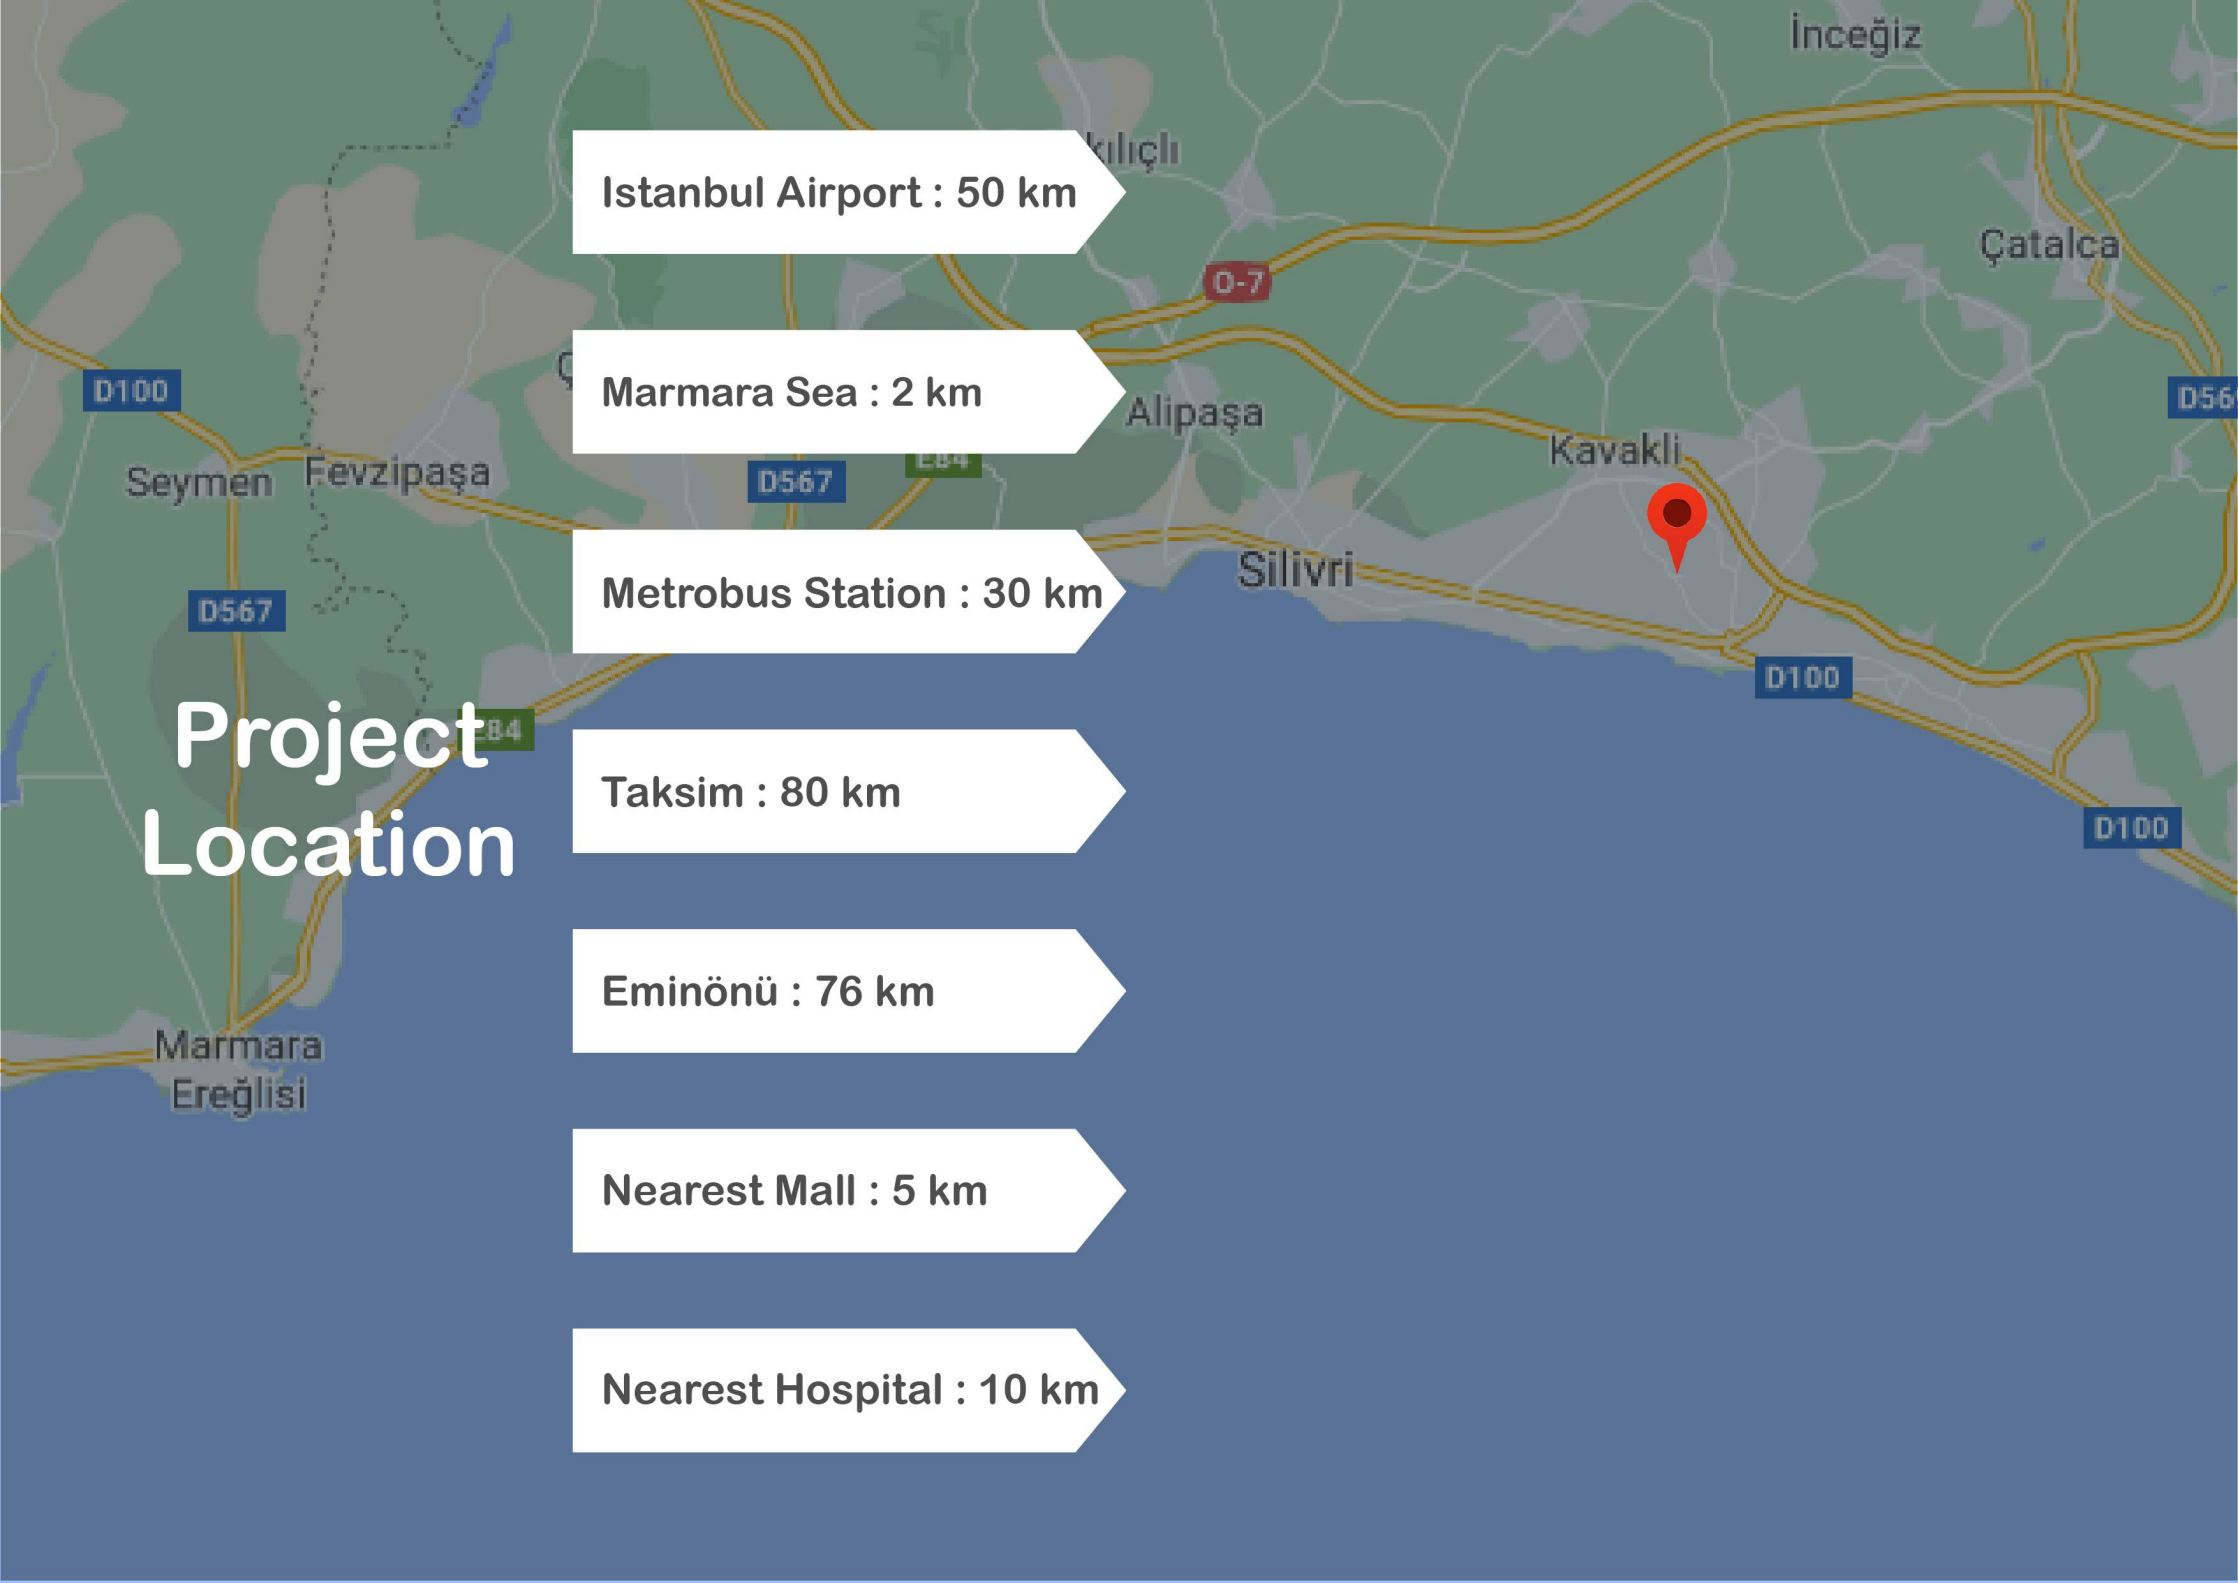 İnceğiz
kılıçlı
Istanbul Airport : 50 km
Çatalca
O-7
D100
Marmara Sea : 2 km
D56
Alipaşa
Kavakli
E84
Seymen
Fevzipaşa
D567
Silivri
Metrobus Station : 30 km
D567
D100
Project
E84
Taksim : 80 km
Location
D100
Eminönü : 76 km
Marmara
Ereğlisi
Nearest Mall : 5 km
Nearest Hospital : 10 km